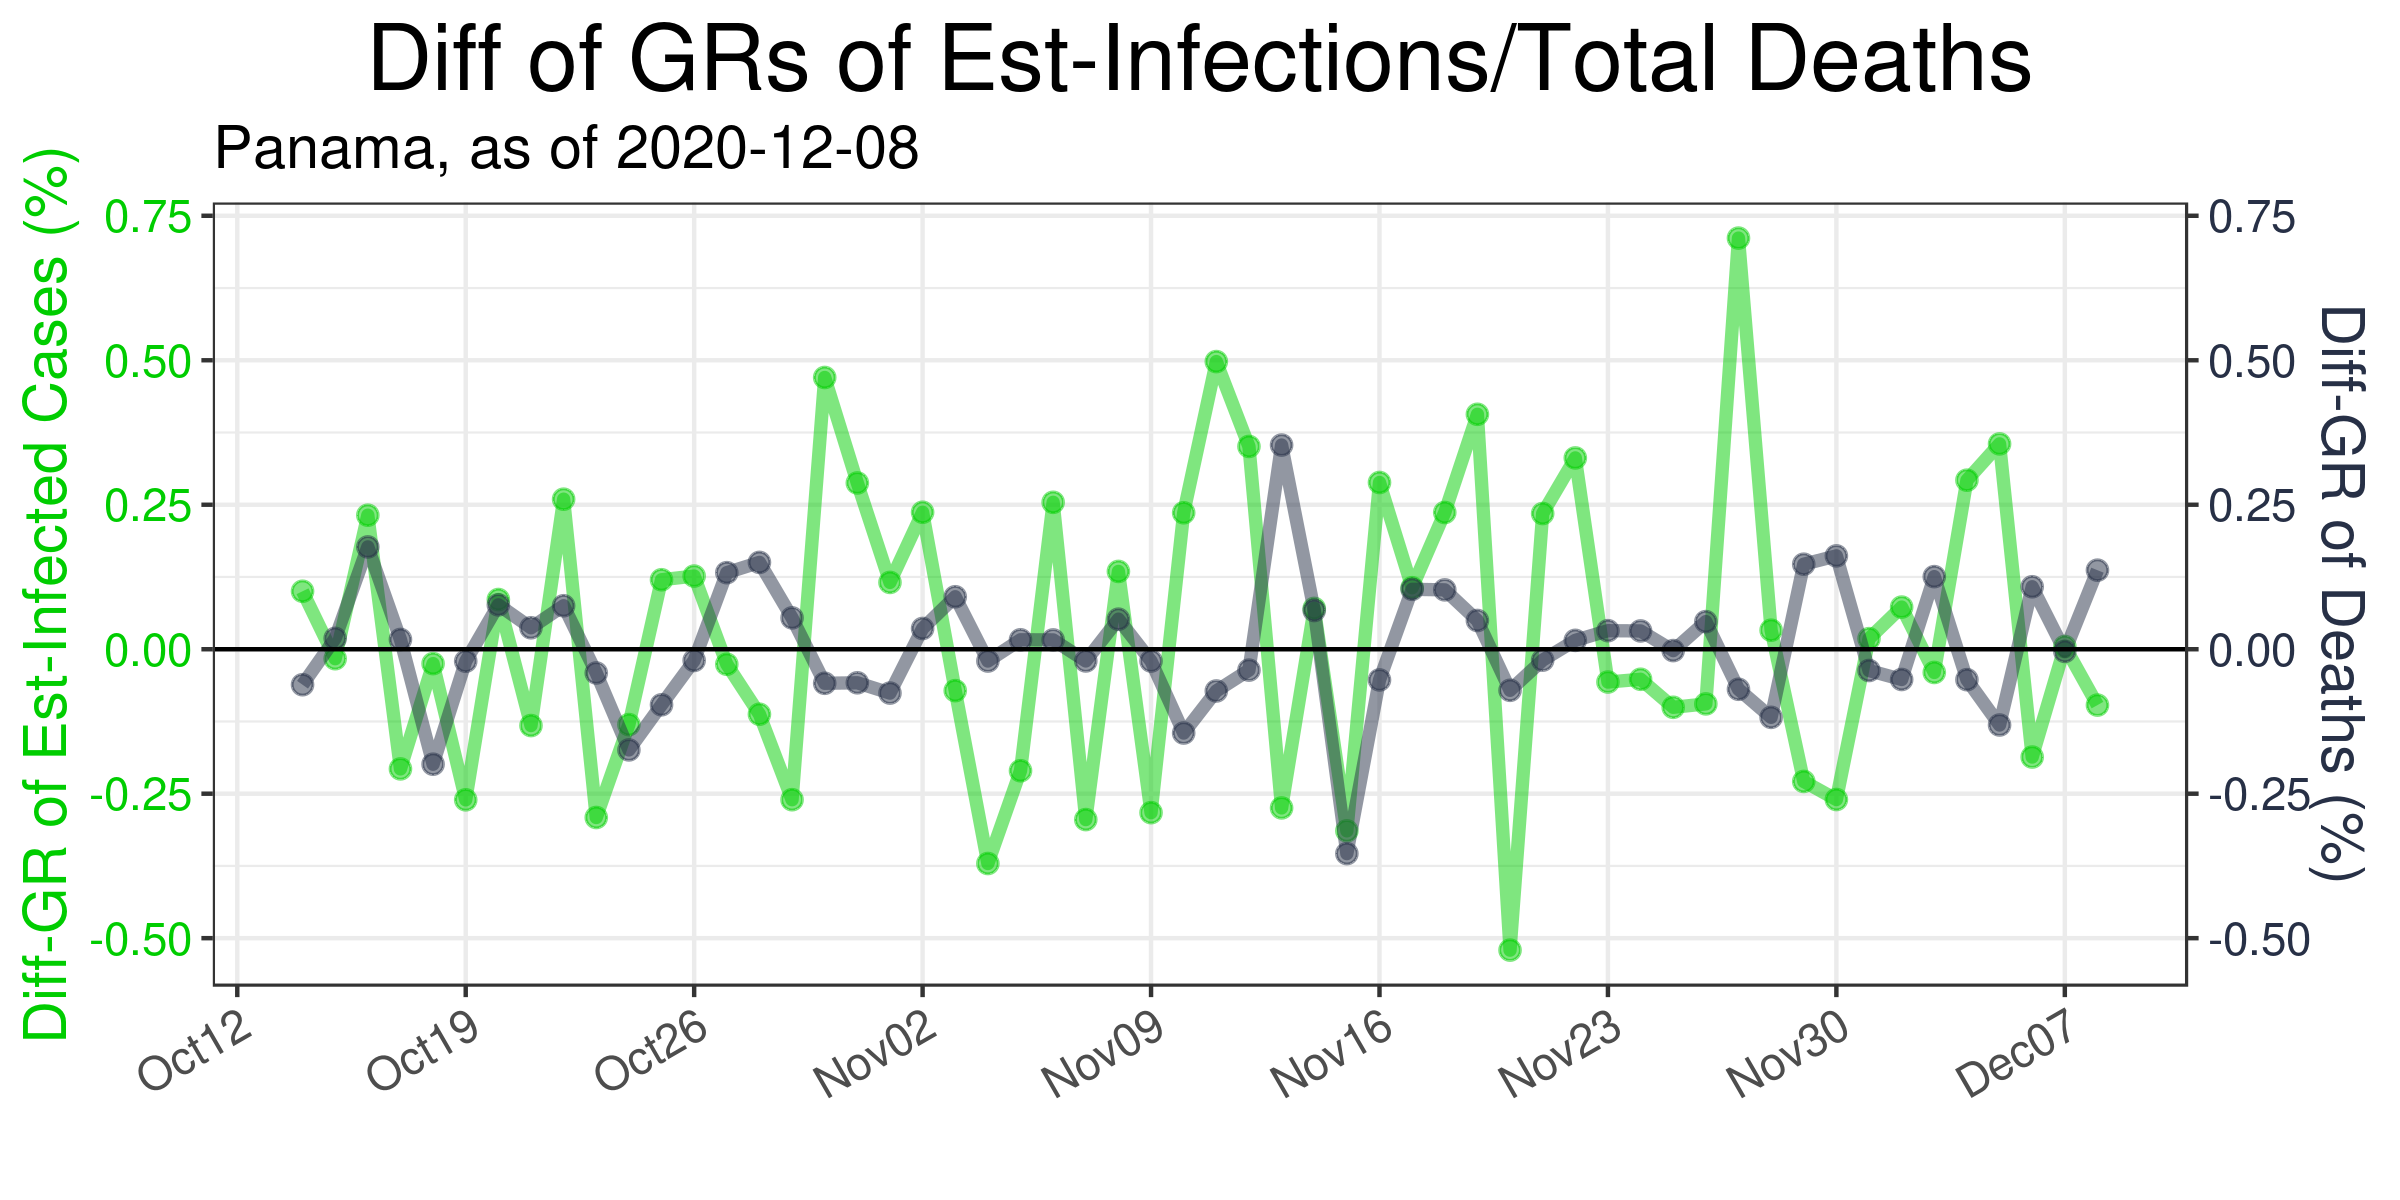 Diff of GRs of Est-Infections/Total Deaths
Panama, as of 2020-12-08
Diff-GR of Est-Infected Cases (%)
0.75
0.50
0.25
0.00
-0.25
-0.50
0.75
0.50
0.25
0.00
-0.25
-0.50
Diff-GR of Deaths (%)
Oct12
Oct19
Oct26
Nov02
Nov09
Nov16
Nov23
Nov30
Dec07